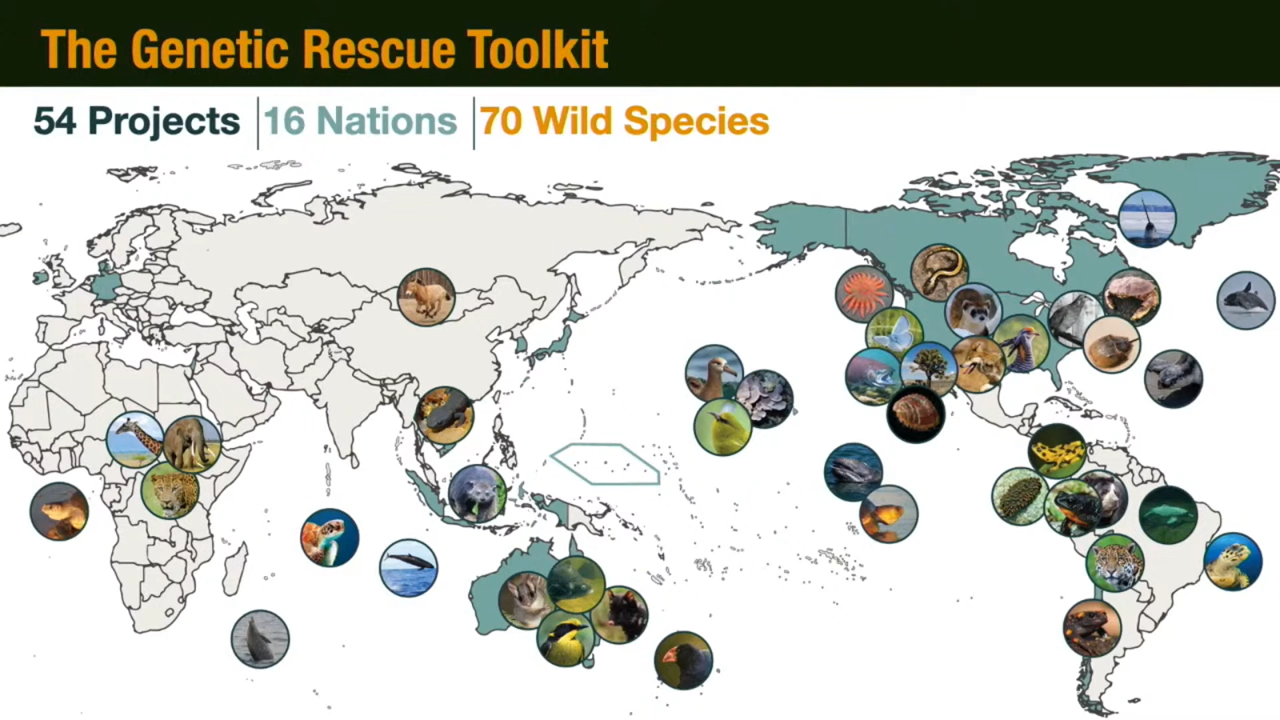 The Genetic Rescue Toolkit
54 Projects | 16 Nations | 70 Wild Species